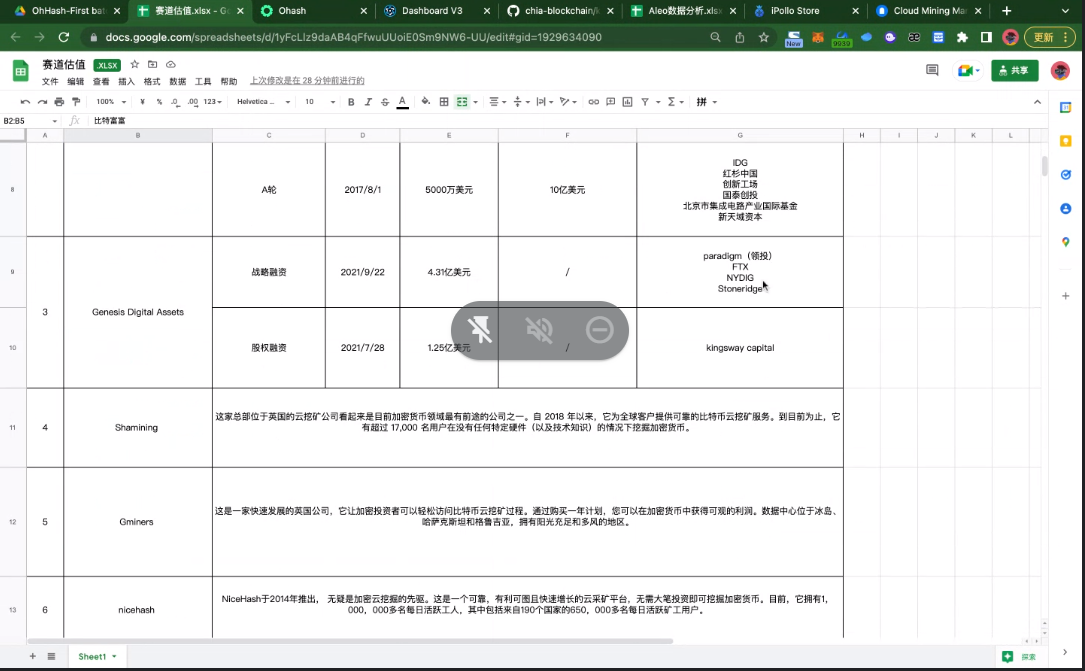 OhHash-First bat
赛道估值.xlsx - Go
Ohash
Dashboard V3
chia-blockchain/k
Aleo数据分析.xlsx
iPollo Store
Cloud Mining Mar
docs.google.com/spreadsheets/d/1yFcLlz9daAB4qFfwuUUoiE0Sm9NW6-UU/edit#gid=1929634090
New
9939
更新
赛道估值
.XLSX
文件 编辑 查看 插入 格式 数据 工具 帮助 上次修改是在 28 分钟前进行的
共享
100% ¥ % .0 .00 123 Helvetica ... 10 B I S A 拼
B2:B5 fx 比特富富
A B C D E F G H I J K L
8
A轮 2017/8/1 5000万美元 10亿美元
IDG
红杉中国
创新工场
国泰创投
北京市集成电路产业国际基金
新天域资本
9
战略融资 2021/9/22 4.31亿美元 /
paradigm（领投）
FTX
NYDIG
Stoneridge
3 Genesis Digital Assets
10
股权融资 2021/7/28 1.25亿美元 / kingsway capital
11 4 Shamining
这家总部位于英国的云挖矿公司看起来是目前加密货币领域最有前途的公司之一。自 2018 年以来，它为全球客户提供可靠的比特币云挖矿服务。到目前为止，它
有超过 17,000 名用户在没有任何特定硬件（以及技术知识）的情况下挖掘加密货币。
12 5 Gminers
这是一家快速发展的英国公司，它让加密投资者可以轻松访问比特币云挖矿过程。通过购买一年计划，您可以在加密货币中获得可观的利润。数据中心位于冰岛、
哈萨克斯坦和格鲁吉亚，拥有阳光充足和多风的地区。
13 6 nicehash
NiceHash于2014年推出， 无疑是加密云挖掘的先驱。这是一个可靠，有利可图且快速增长的云采矿平台，无需大笔投资即可挖掘加密货币。目前，它拥有1，
000，000多名每日活跃工人，其中包括来自190个国家的650，000多名每日活跃矿工用户。
Sheet1
探索